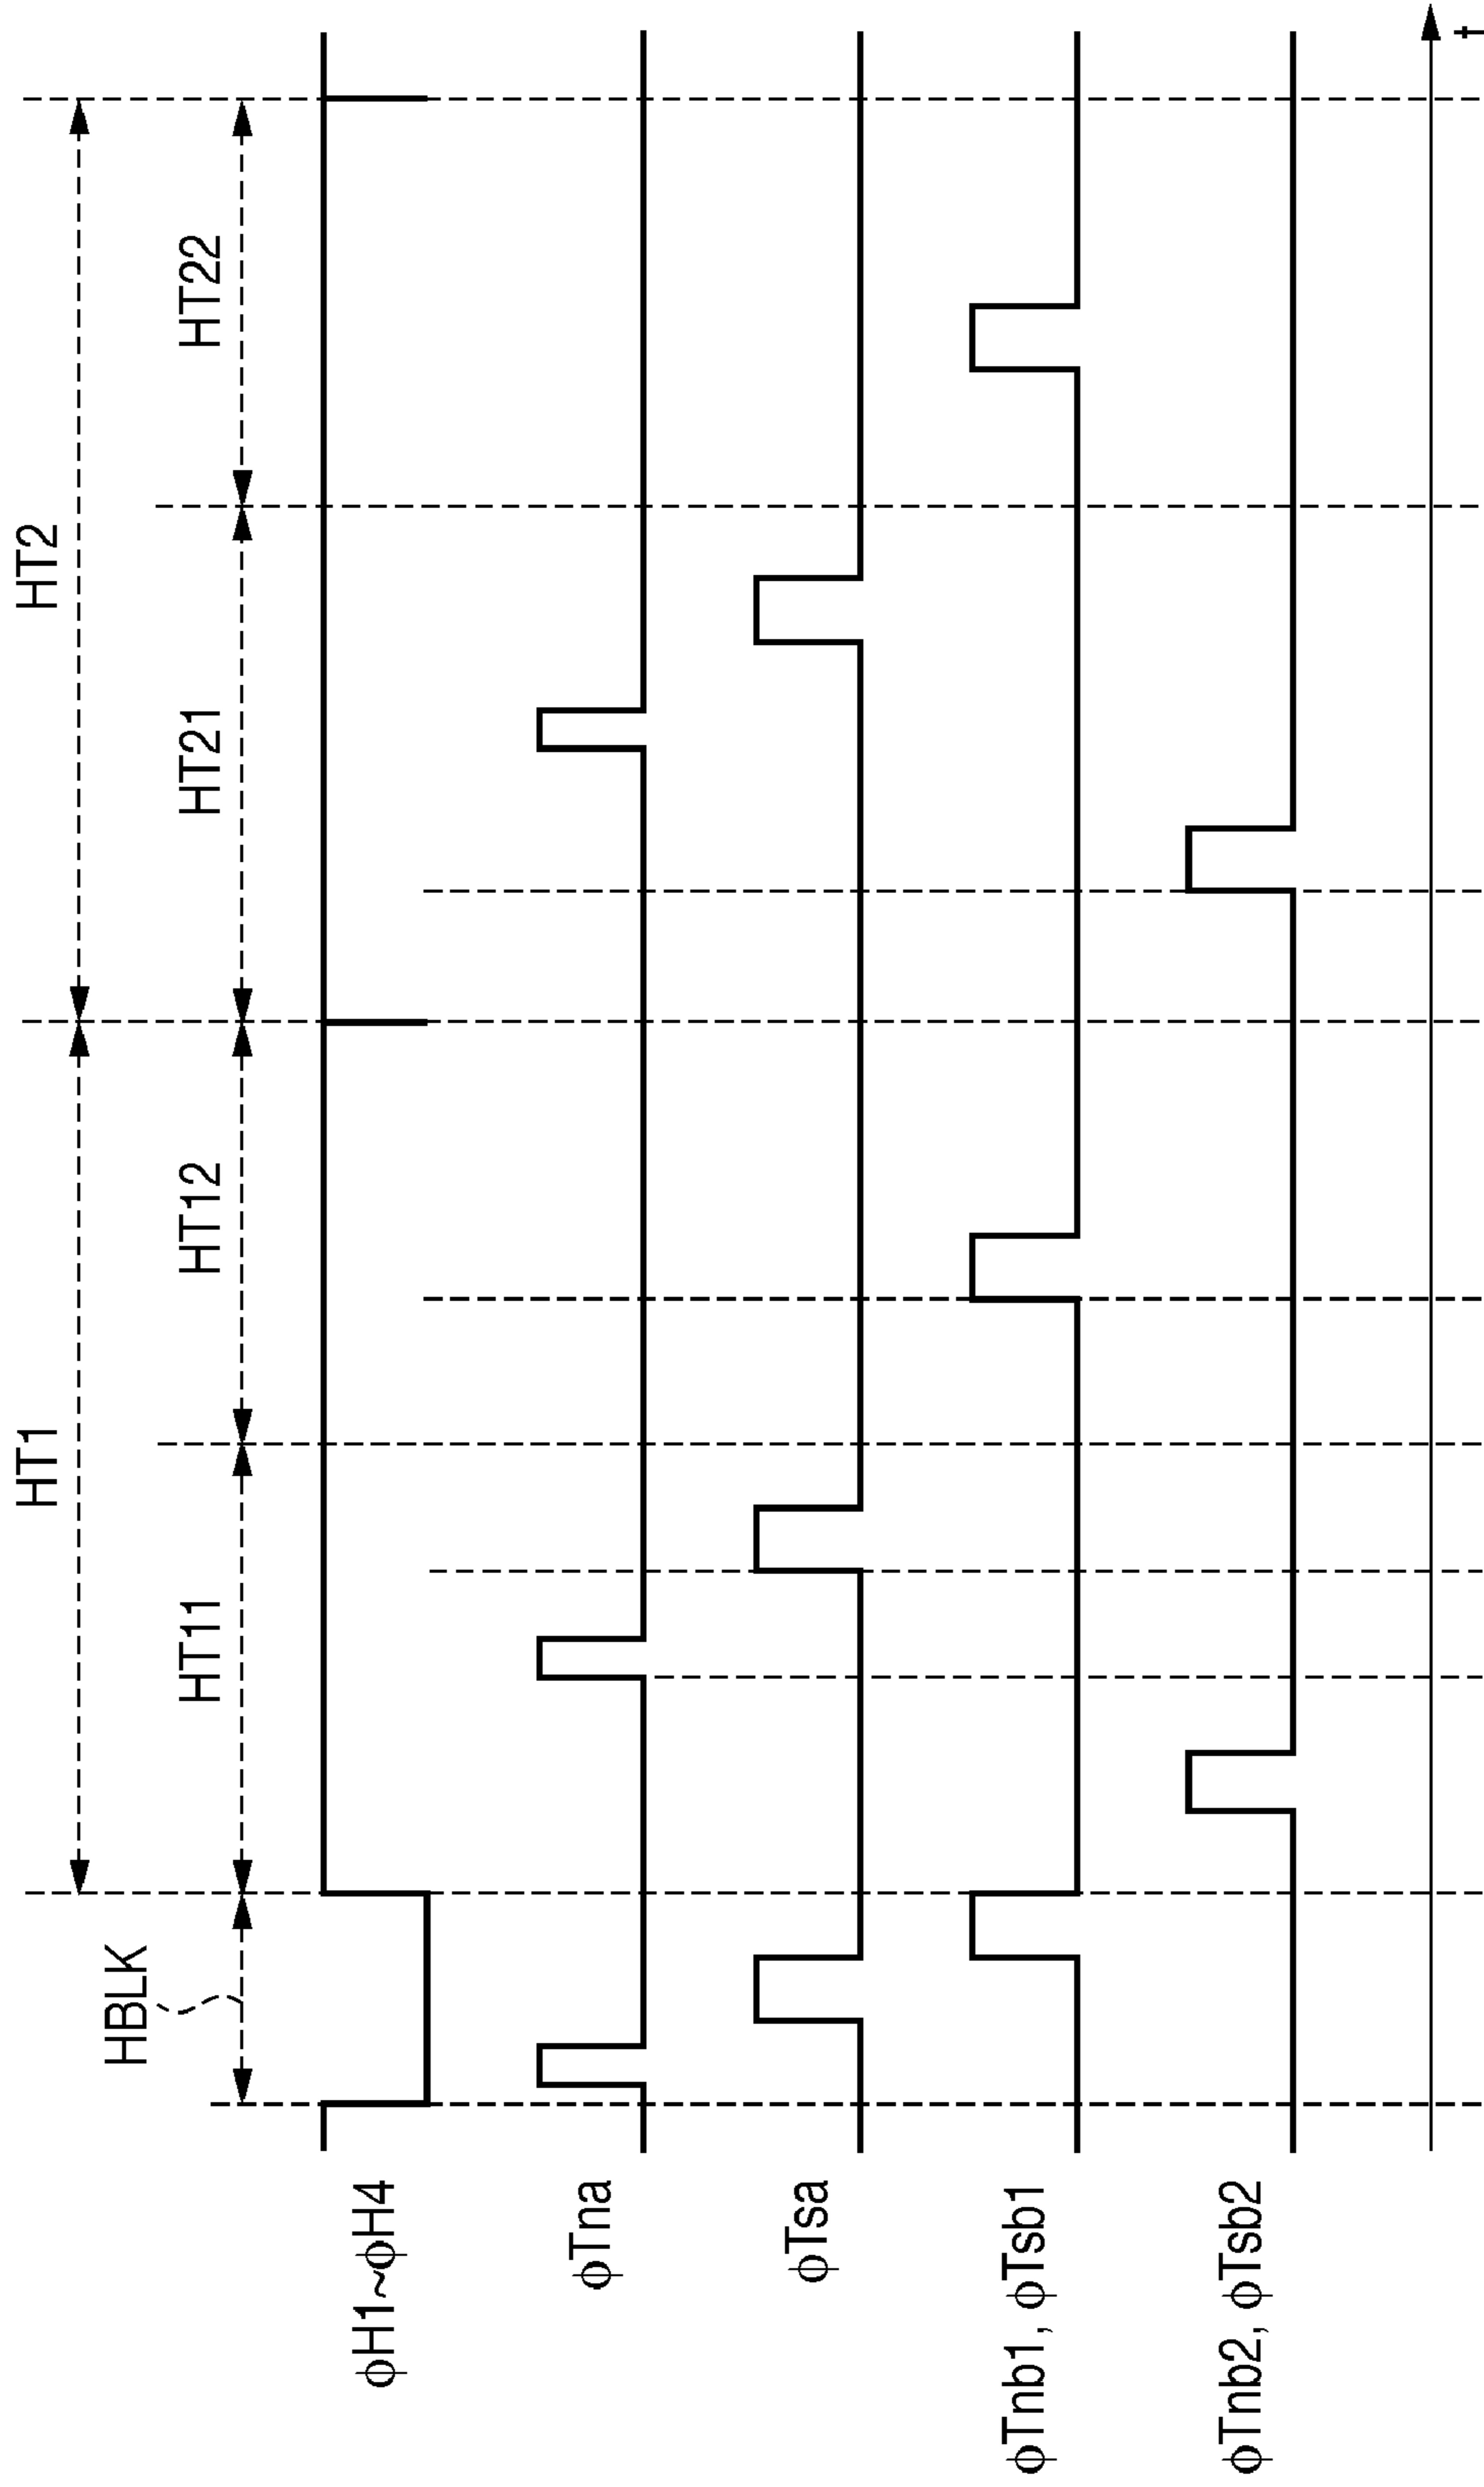 HT1
HT2
HBLK
HT11
HT12
HT21
HT22
φH1~φH4
φTna
φTsa
φTnb1, φTsb1
φTnb2, φTsb2
t